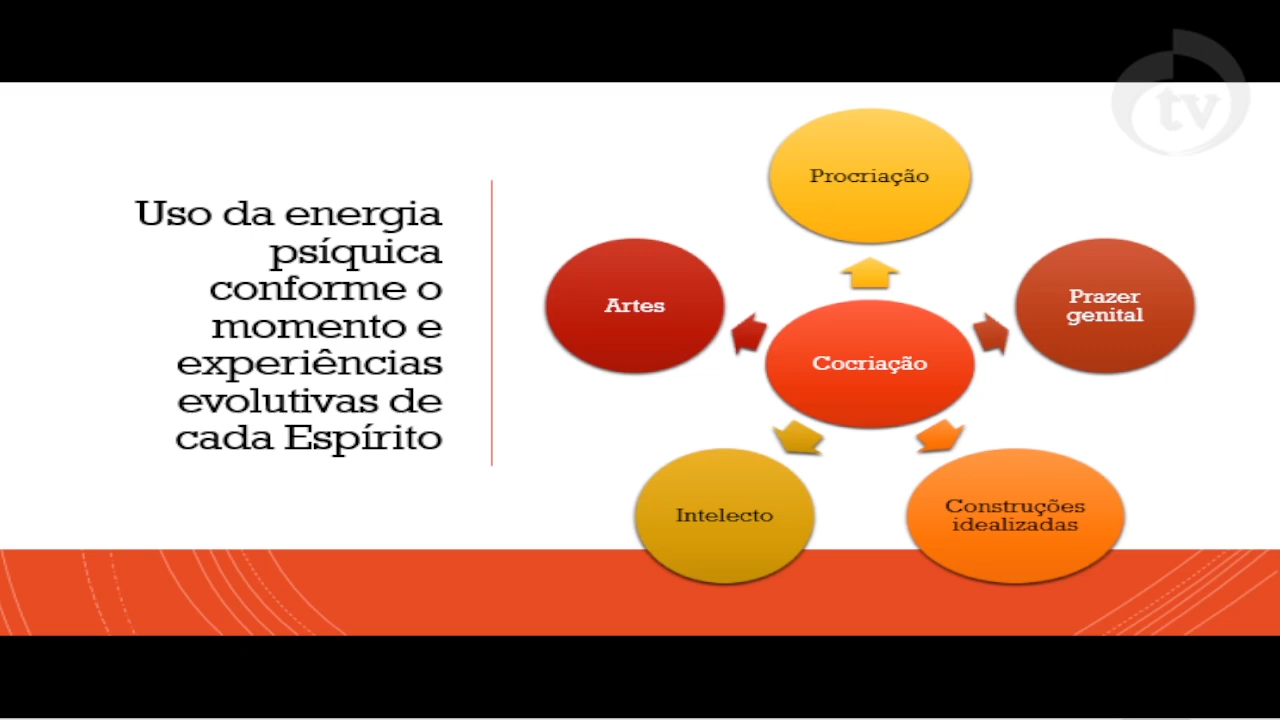 Uso da energia
psíquica
conforme o
momento e
experiências
evolutivas de
cada Espírito
Procriação
Artes
Prazer
genital
Cocriação
Intelecto
Construções
idealizadas
tv